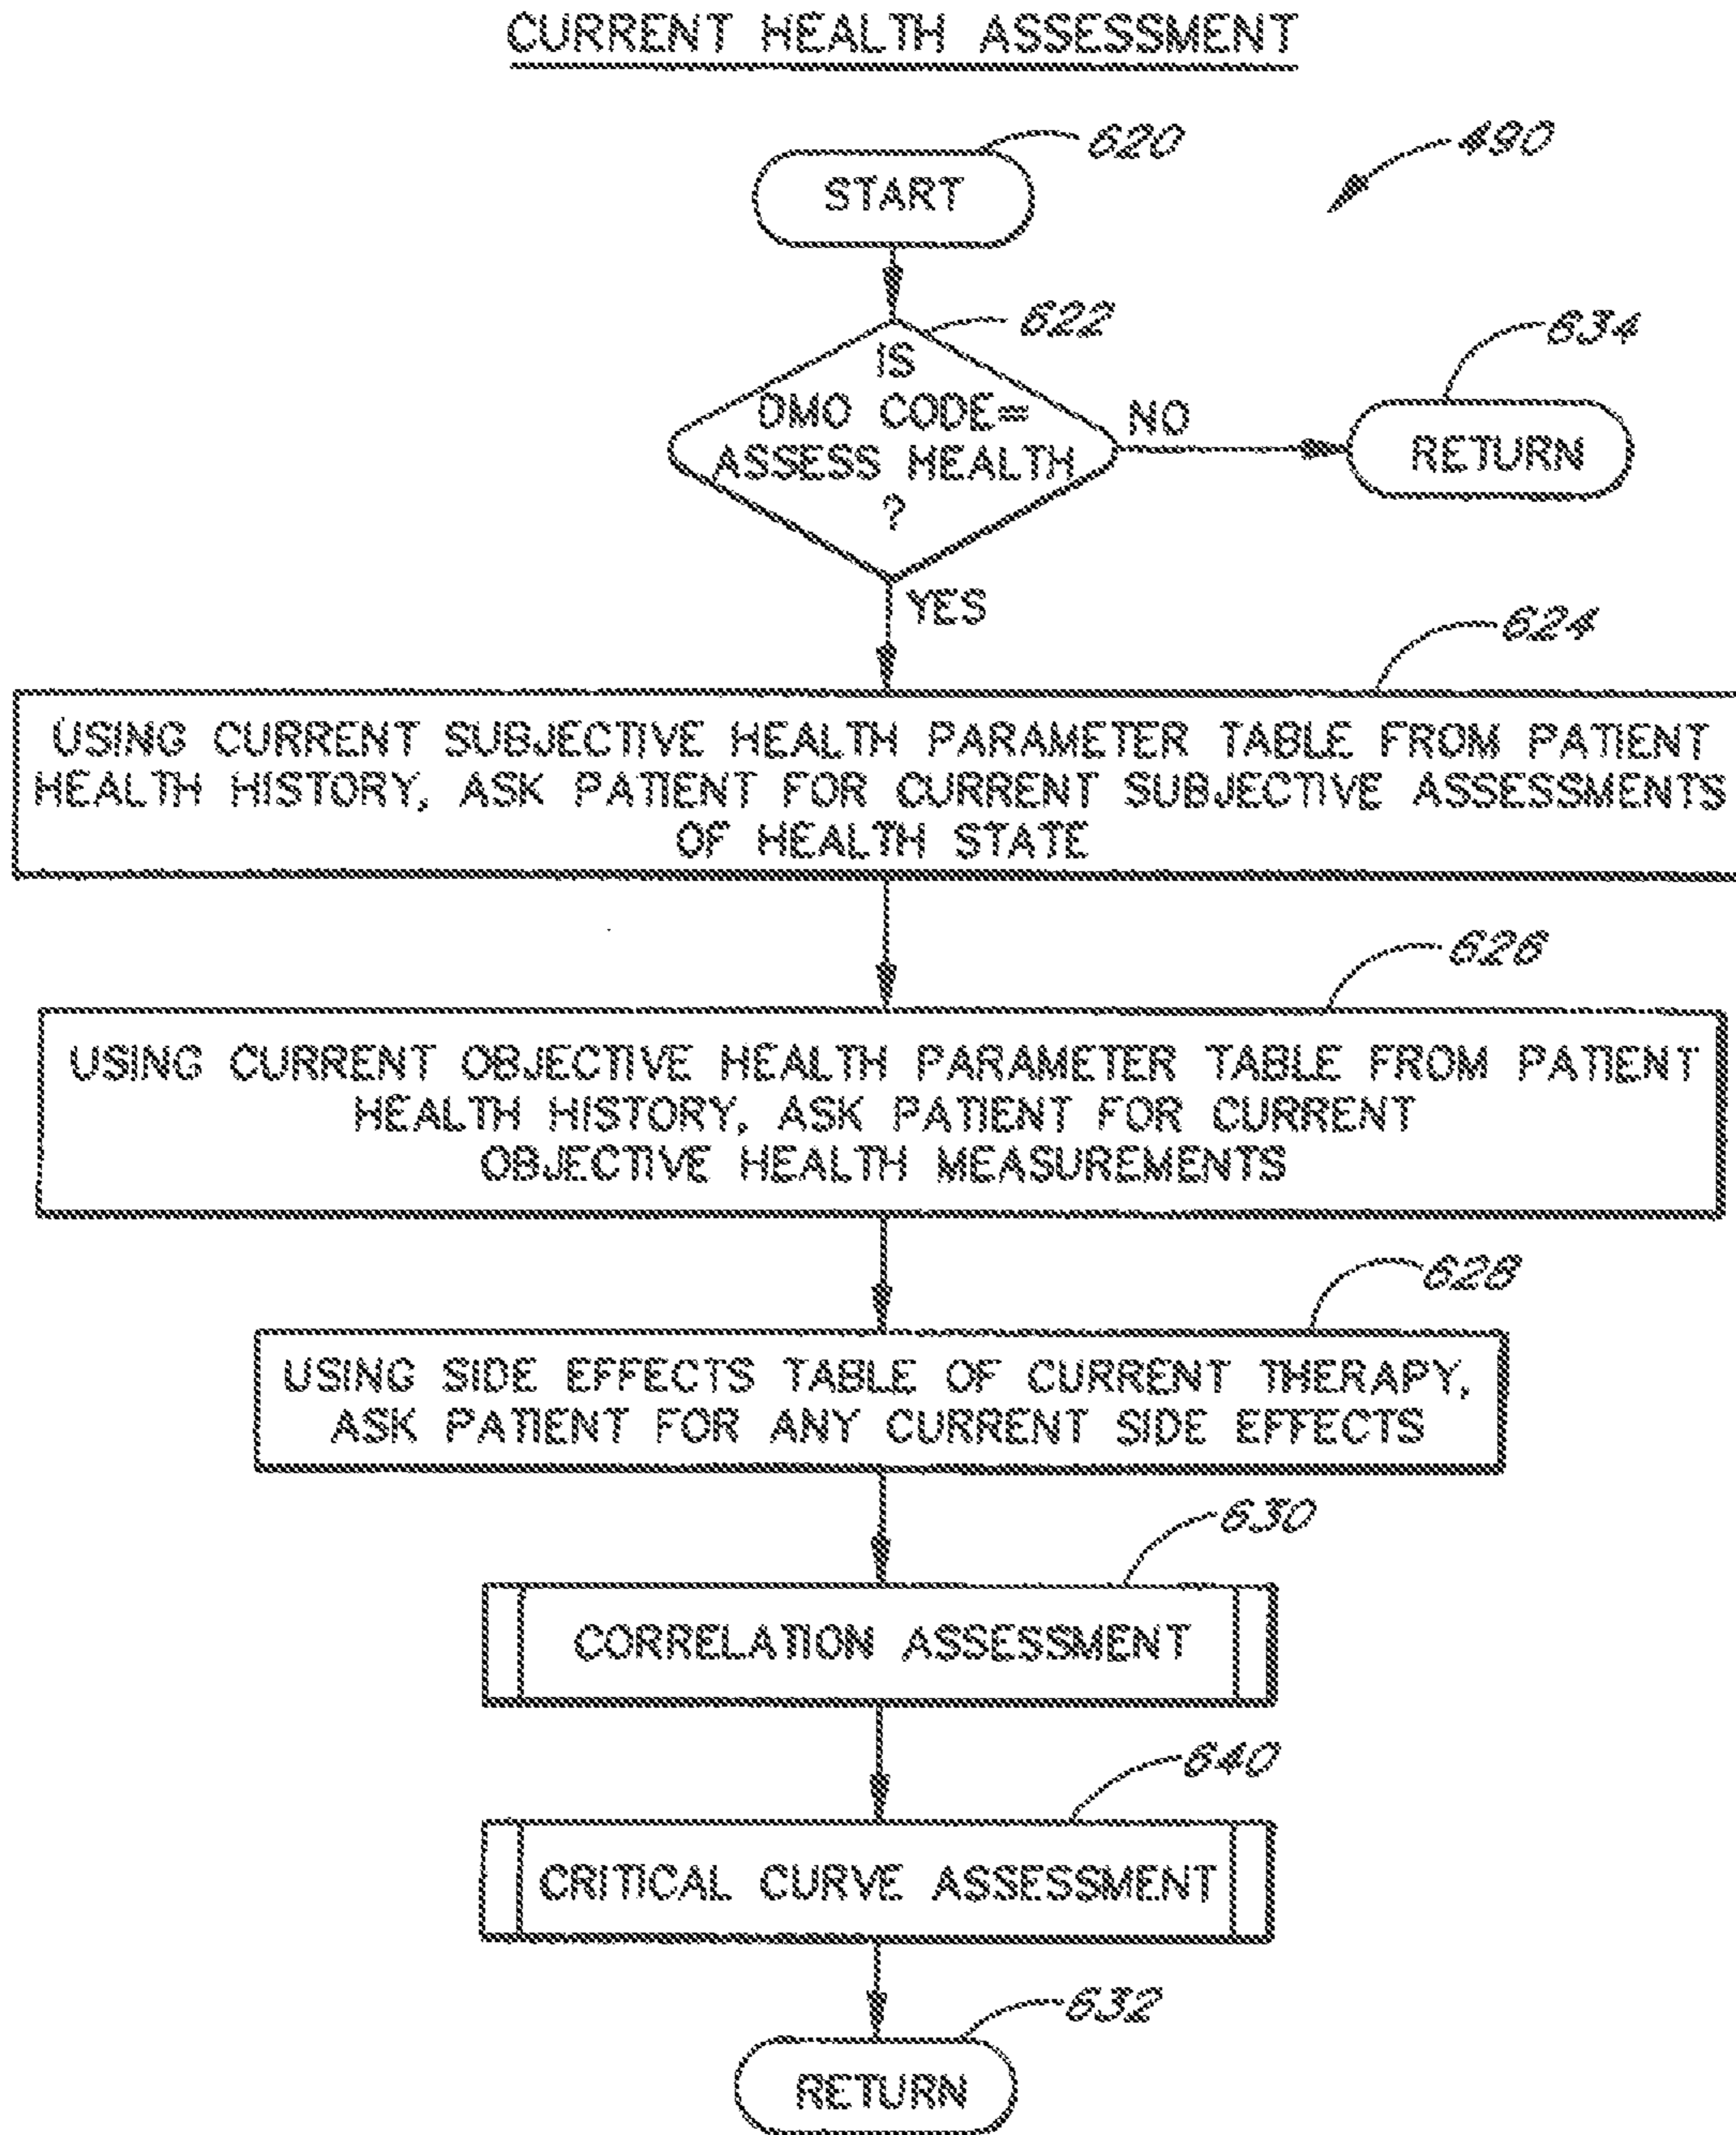 CURRENT HEALTH ASSESSMENT
620
490
START
622
IS
DMO CODE=
ASSESS HEALTH
?
NO
634
RETURN
YES
624
USING CURRENT SUBJECTIVE HEALTH PARAMETER TABLE FROM PATIENT
HEALTH HISTORY, ASK PATIENT FOR CURRENT SUBJECTIVE ASSESSMENTS
OF HEALTH STATE
626
USING CURRENT OBJECTIVE HEALTH PARAMETER TABLE FROM PATIENT
HEALTH HISTORY, ASK PATIENT FOR CURRENT
OBJECTIVE HEALTH MEASUREMENTS
628
USING SIDE EFFECTS TABLE OF CURRENT THERAPY,
ASK PATIENT FOR ANY CURRENT SIDE EFFECTS
630
CORRELATION ASSESSMENT
640
CRITICAL CURVE ASSESSMENT
632
RETURN